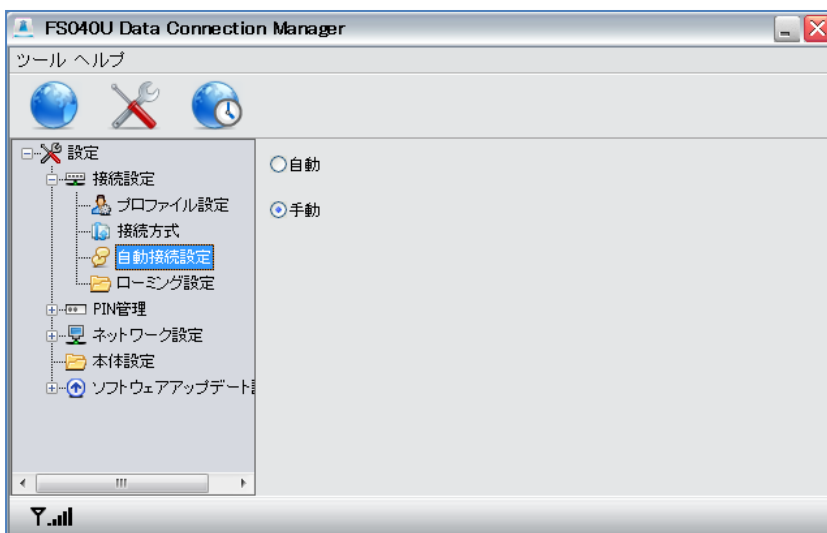 FS040U Data Connection Manager
ツール ヘルプ
設定
接続設定
プロファイル設定
接続方式
自動接続設定
ローミング設定
PIN管理
ネットワーク設定
本体設定
ソフトウェアアップデート
自動
手動